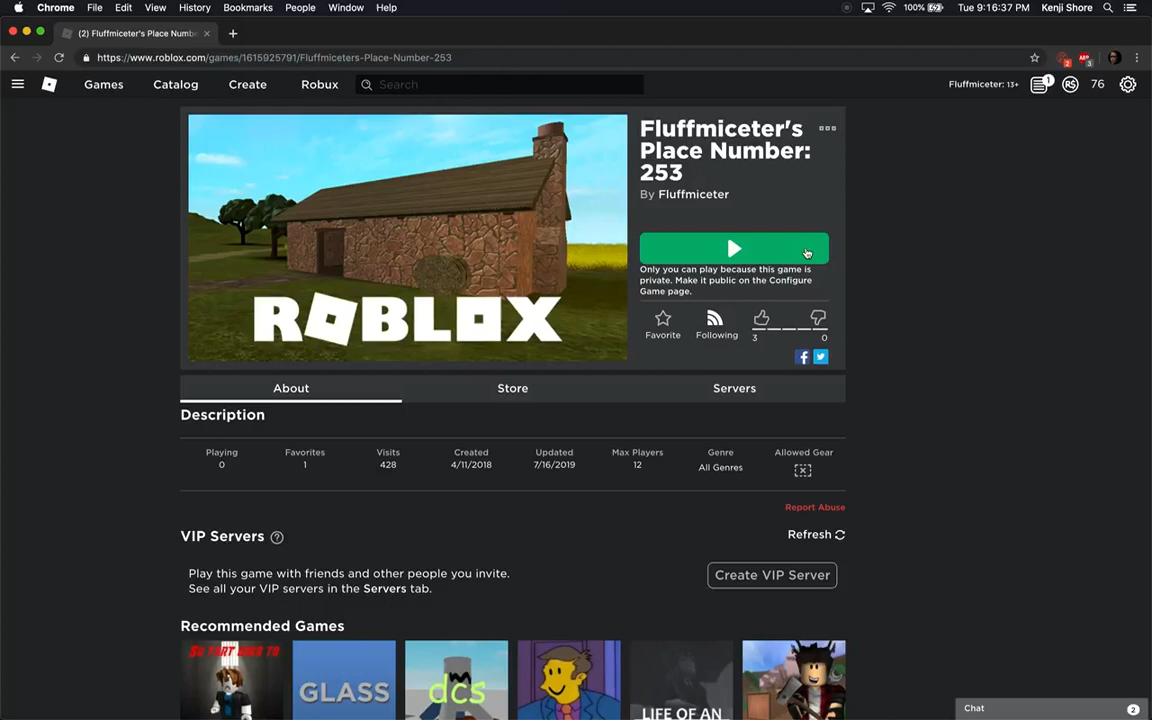 Chrome File Edit View History Bookmarks People Window Help 100% Tue 9:16:37 PM Kenji Shore
(2) Fluffmiceter's Place Numb
https://www.roblox.com/games/1615925791/Fluffmiceters-Place-Number-253
2 ABP 3
Games Catalog Create Robux Search Fluffmiceter: 13+ 1 R$ 76
ROBLOX
Fluffmiceter's
Place Number:
253
By Fluffmiceter
Only you can play because this game is
private. Make it public on the Configure
Game page.
Favorite Following 3 0
About Store Servers
Description
Playing Favorites Visits Created Updated Max Players Genre Allowed Gear
0 1 428 4/11/2018 7/16/2019 12 All Genres
Report Abuse
VIP Servers ? Refresh
Play this game with friends and other people you invite.
See all your VIP servers in the Servers tab.
Create VIP Server
Recommended Games
GLASS
dcs
LIFE OF AN
Chat 2